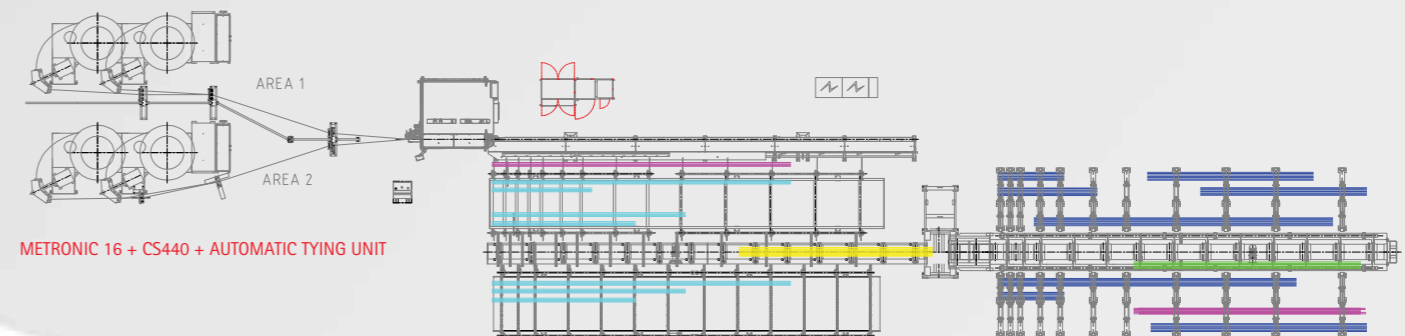 AREA 1
AREA 2
METRONIC 16 + CS440 + AUTOMATIC TYING UNIT